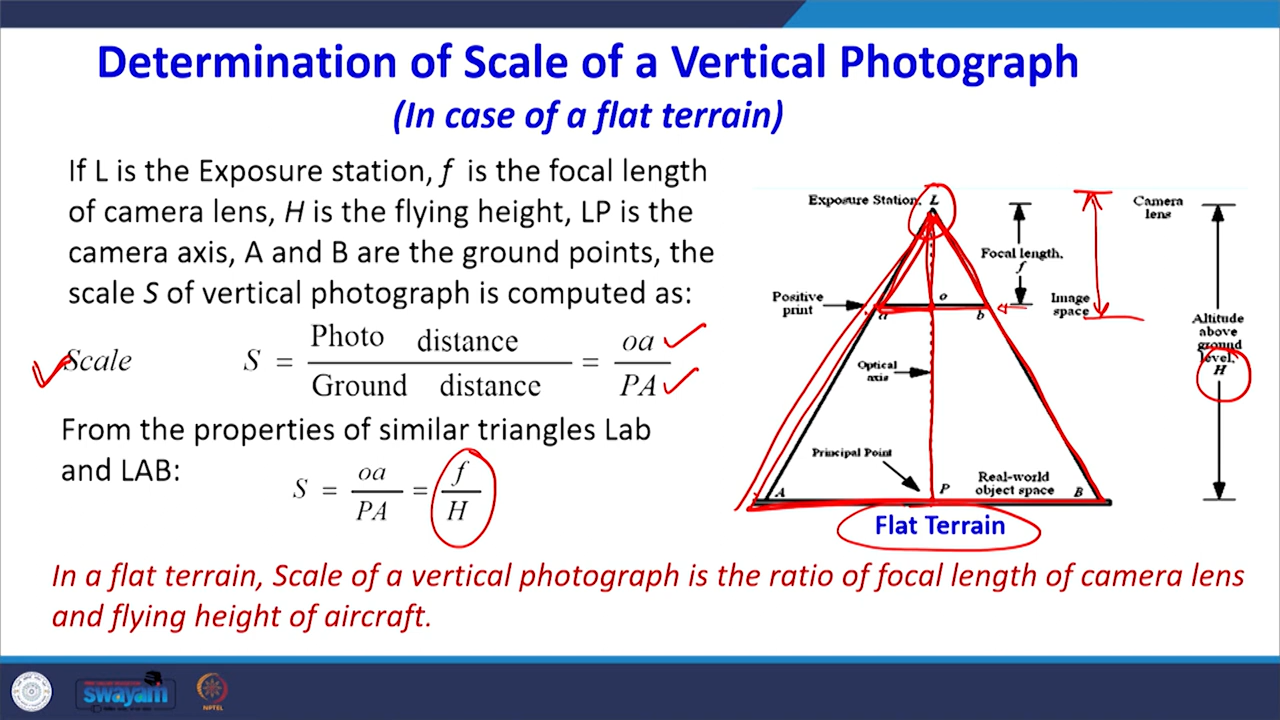 Determination of Scale of a Vertical Photograph
(In case of a flat terrain)
If L is the Exposure station, f is the focal length
of camera lens, H is the flying height, LP is the
camera axis, A and B are the ground points, the
scale S of vertical photograph is computed as:
Scale S = Photo distance / Ground distance = oa / PA
From the properties of similar triangles Lab
and LAB:
S = oa / PA = f / H
Exposure Station, L
Camera
lens
Focal length,
f
Positive
print
o
a
b
Image
space
Altitude
above
ground
level,
H
Optical
axis
Principal Point
A
P
Real-world
object space
B
Flat Terrain
In a flat terrain, Scale of a vertical photograph is the ratio of focal length of camera lens
and flying height of aircraft.
swayam
NPTEL